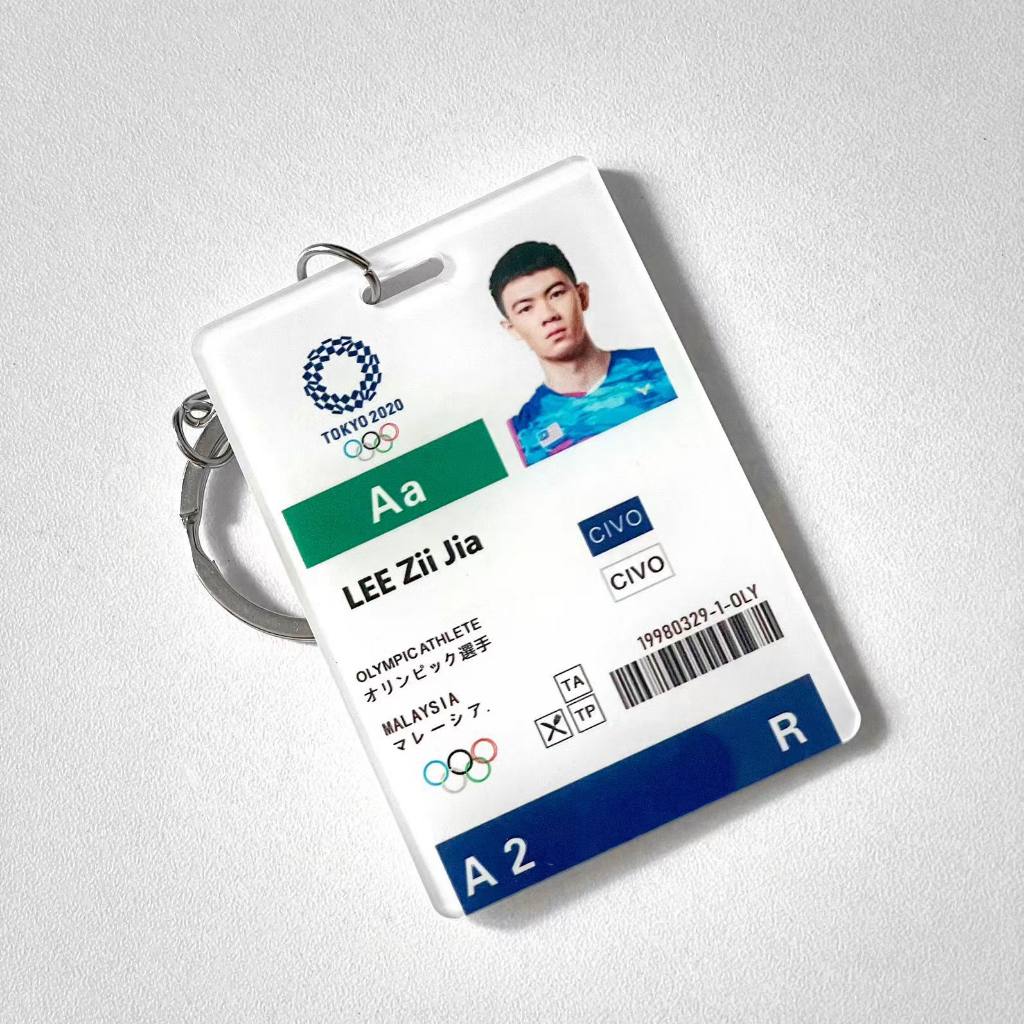 TOKYO 2020
Aa
LEE Zii Jia
CIVO
CIVO
OLYMPIC ATHLETE
オリンピック選手
MALAYSIA
マレーシア.
19980329-1-OLY
TA
TP
R
A 2